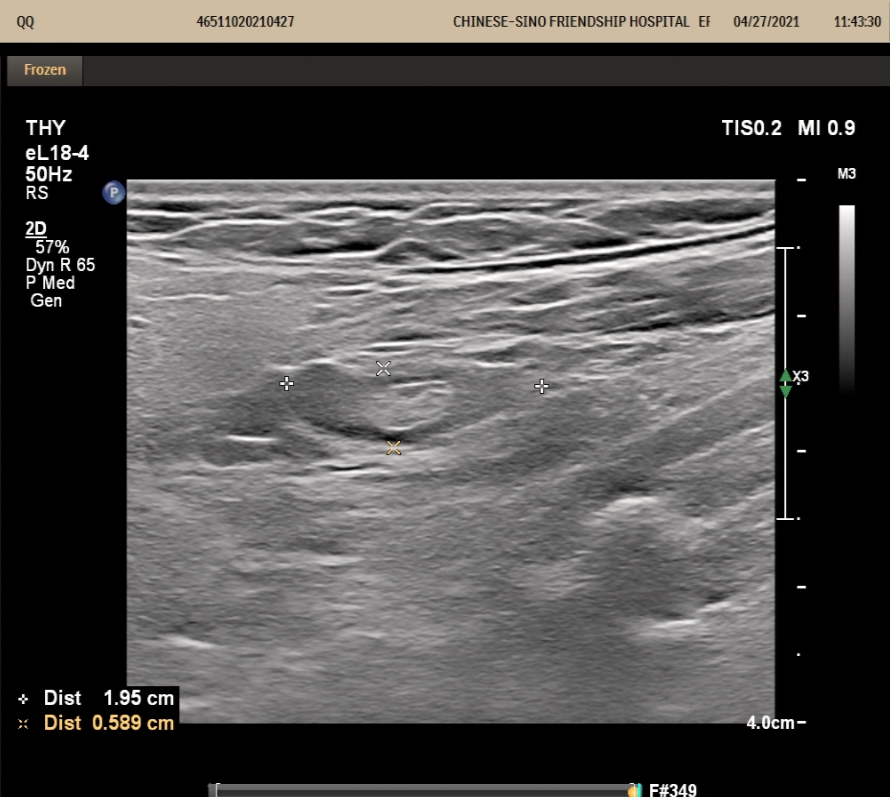 QQ 46511020210427 CHINESE-SINO FRIENDSHIP HOSPITAL EF 04/27/2021 11:43:30
Frozen
THY
TIS0.2 MI 0.9
eL18-4
50Hz
RS
P
M3
2D
57%
Dyn R 65
P Med
Gen
X3
Dist 1.95 cm
Dist 0.589 cm
4.0cm
F#349